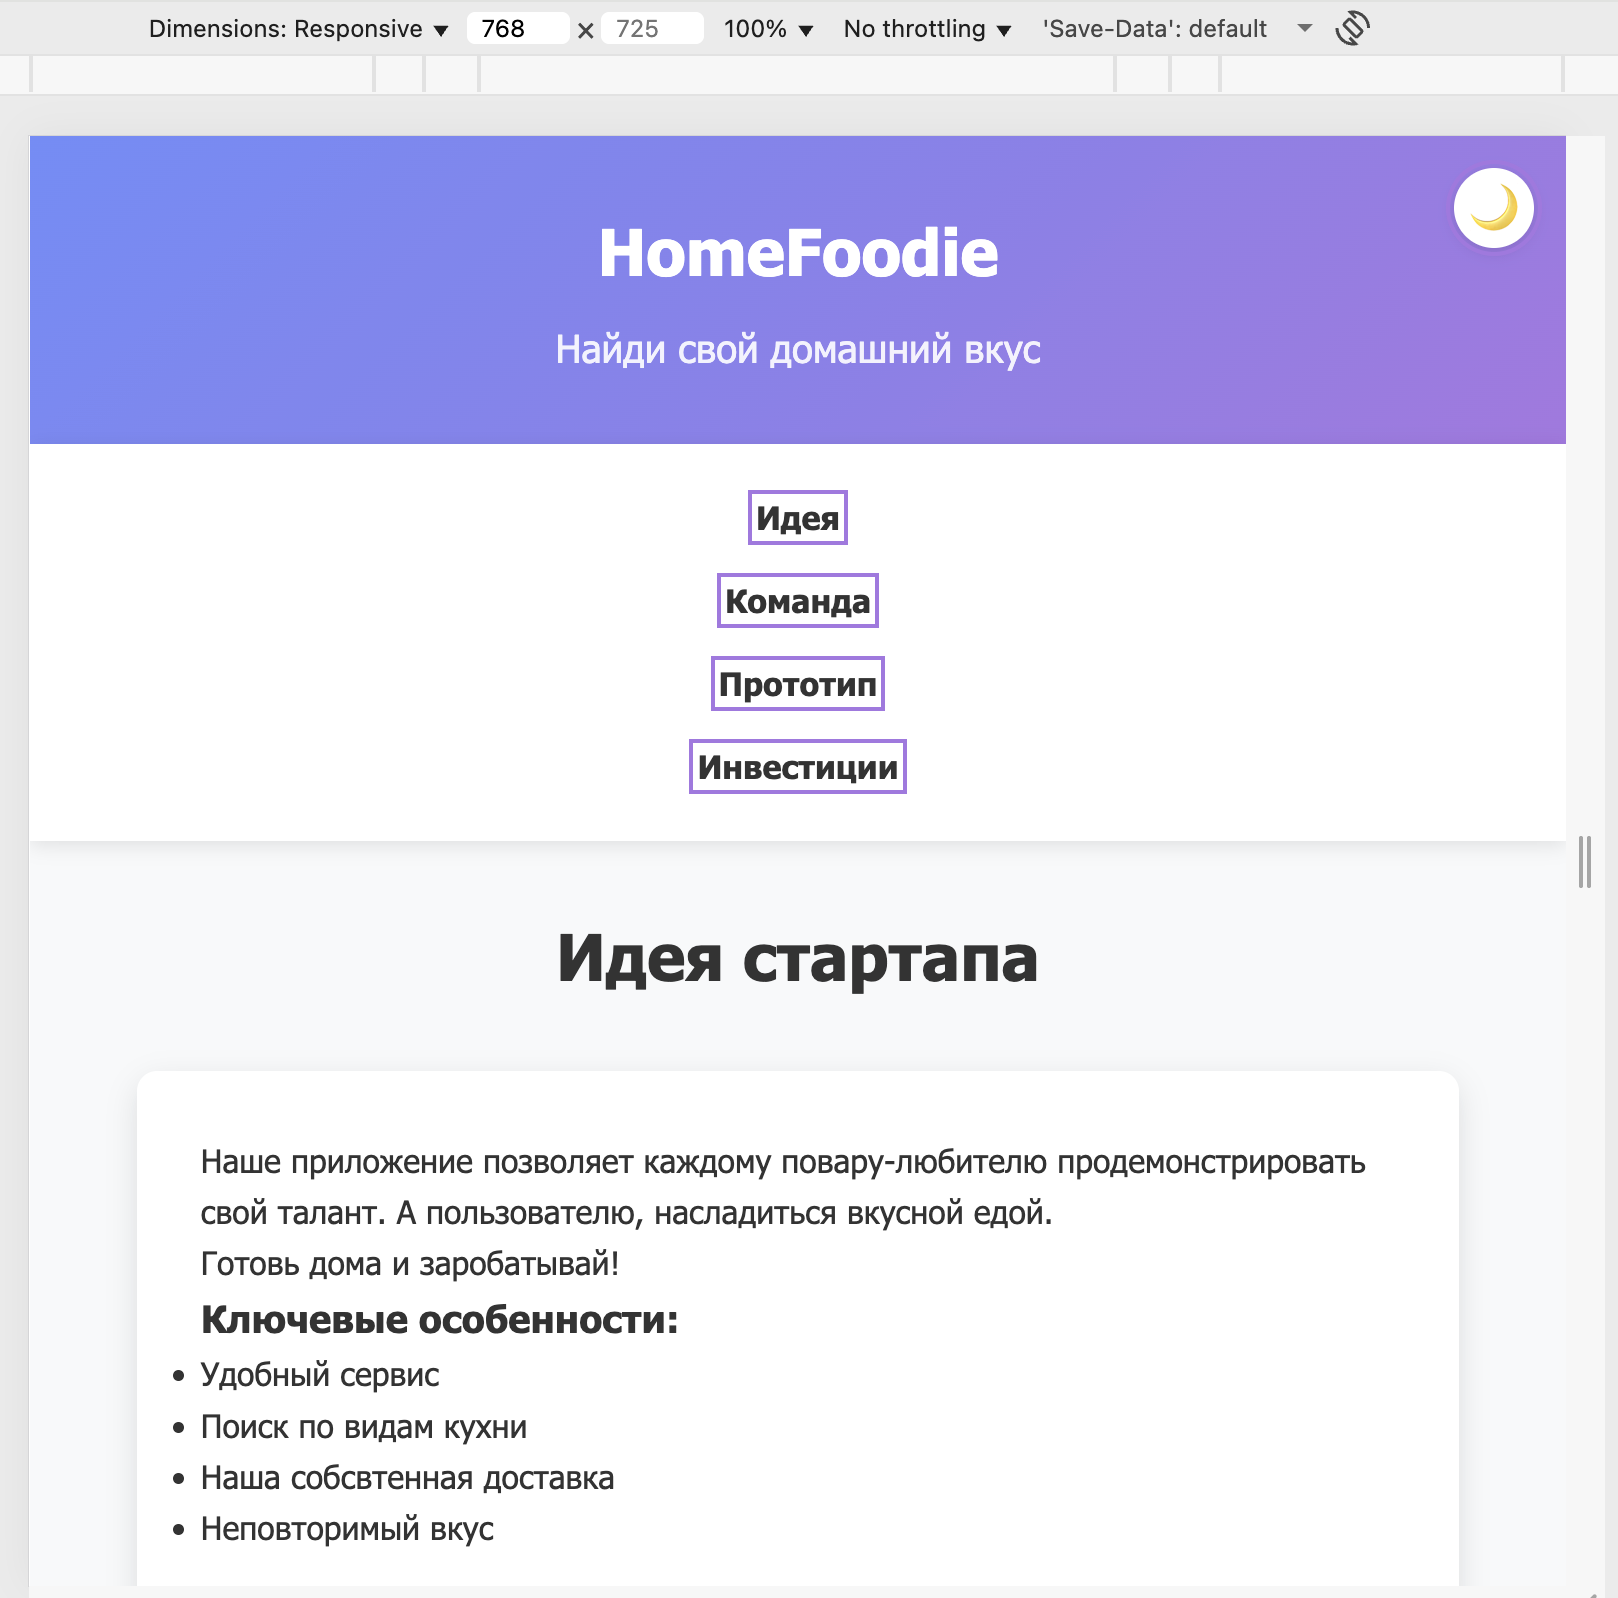 Dimensions: Responsive ▼ 768 × 725 100% ▼ No throttling ▼ 'Save-Data': default
HomeFoodie
Найди свой домашний вкус
Идея
Команда
Прототип
Инвестиции
Идея стартапа
Наше приложение позволяет каждому повару-любителю продемонстрировать
свой талант. А пользователю, насладиться вкусной едой.
Готовь дома и заробатывай!
Ключевые особенности:
• Удобный сервис
• Поиск по видам кухни
• Наша собсвтенная доставка
• Неповторимый вкус